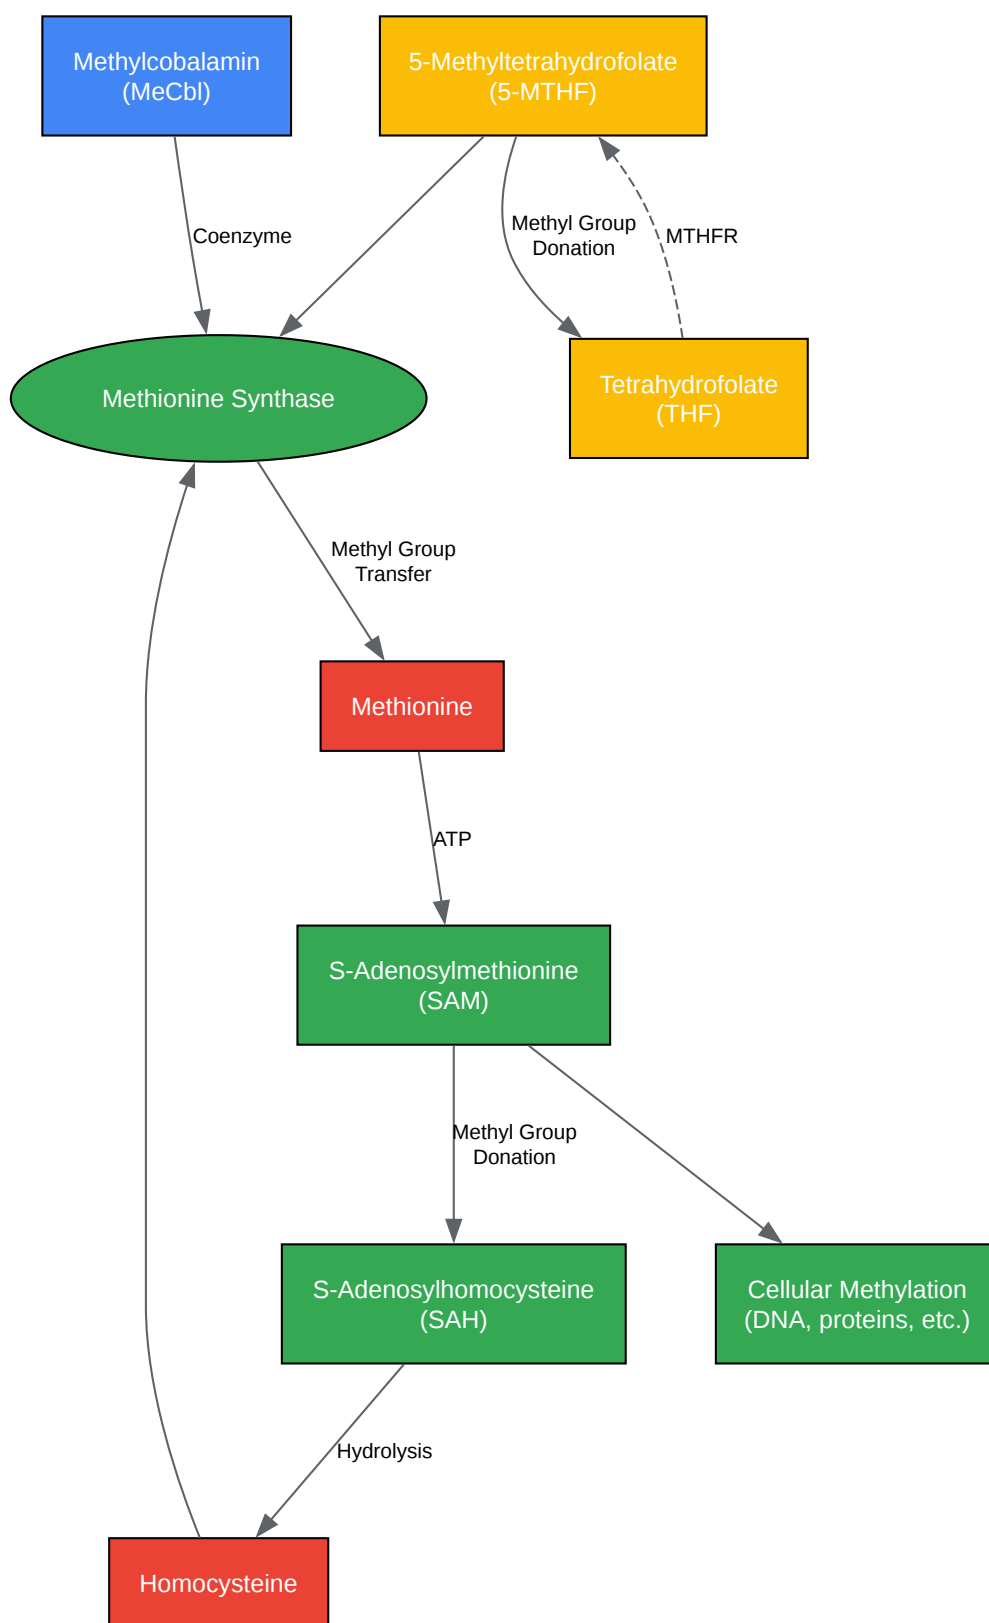 Methylcobalamin
(MeCbl)
5-Methyltetrahydrofolate
(5-MTHF)
Coenzyme
Methyl Group
Donation
MTHFR
Tetrahydrofolate
(THF)
Methionine Synthase
Methyl Group
Transfer
Methionine
ATP
S-Adenosylmethionine
(SAM)
Methyl Group
Donation
S-Adenosylhomocysteine
(SAH)
Cellular Methylation
(DNA, proteins, etc.)
Hydrolysis
Homocysteine